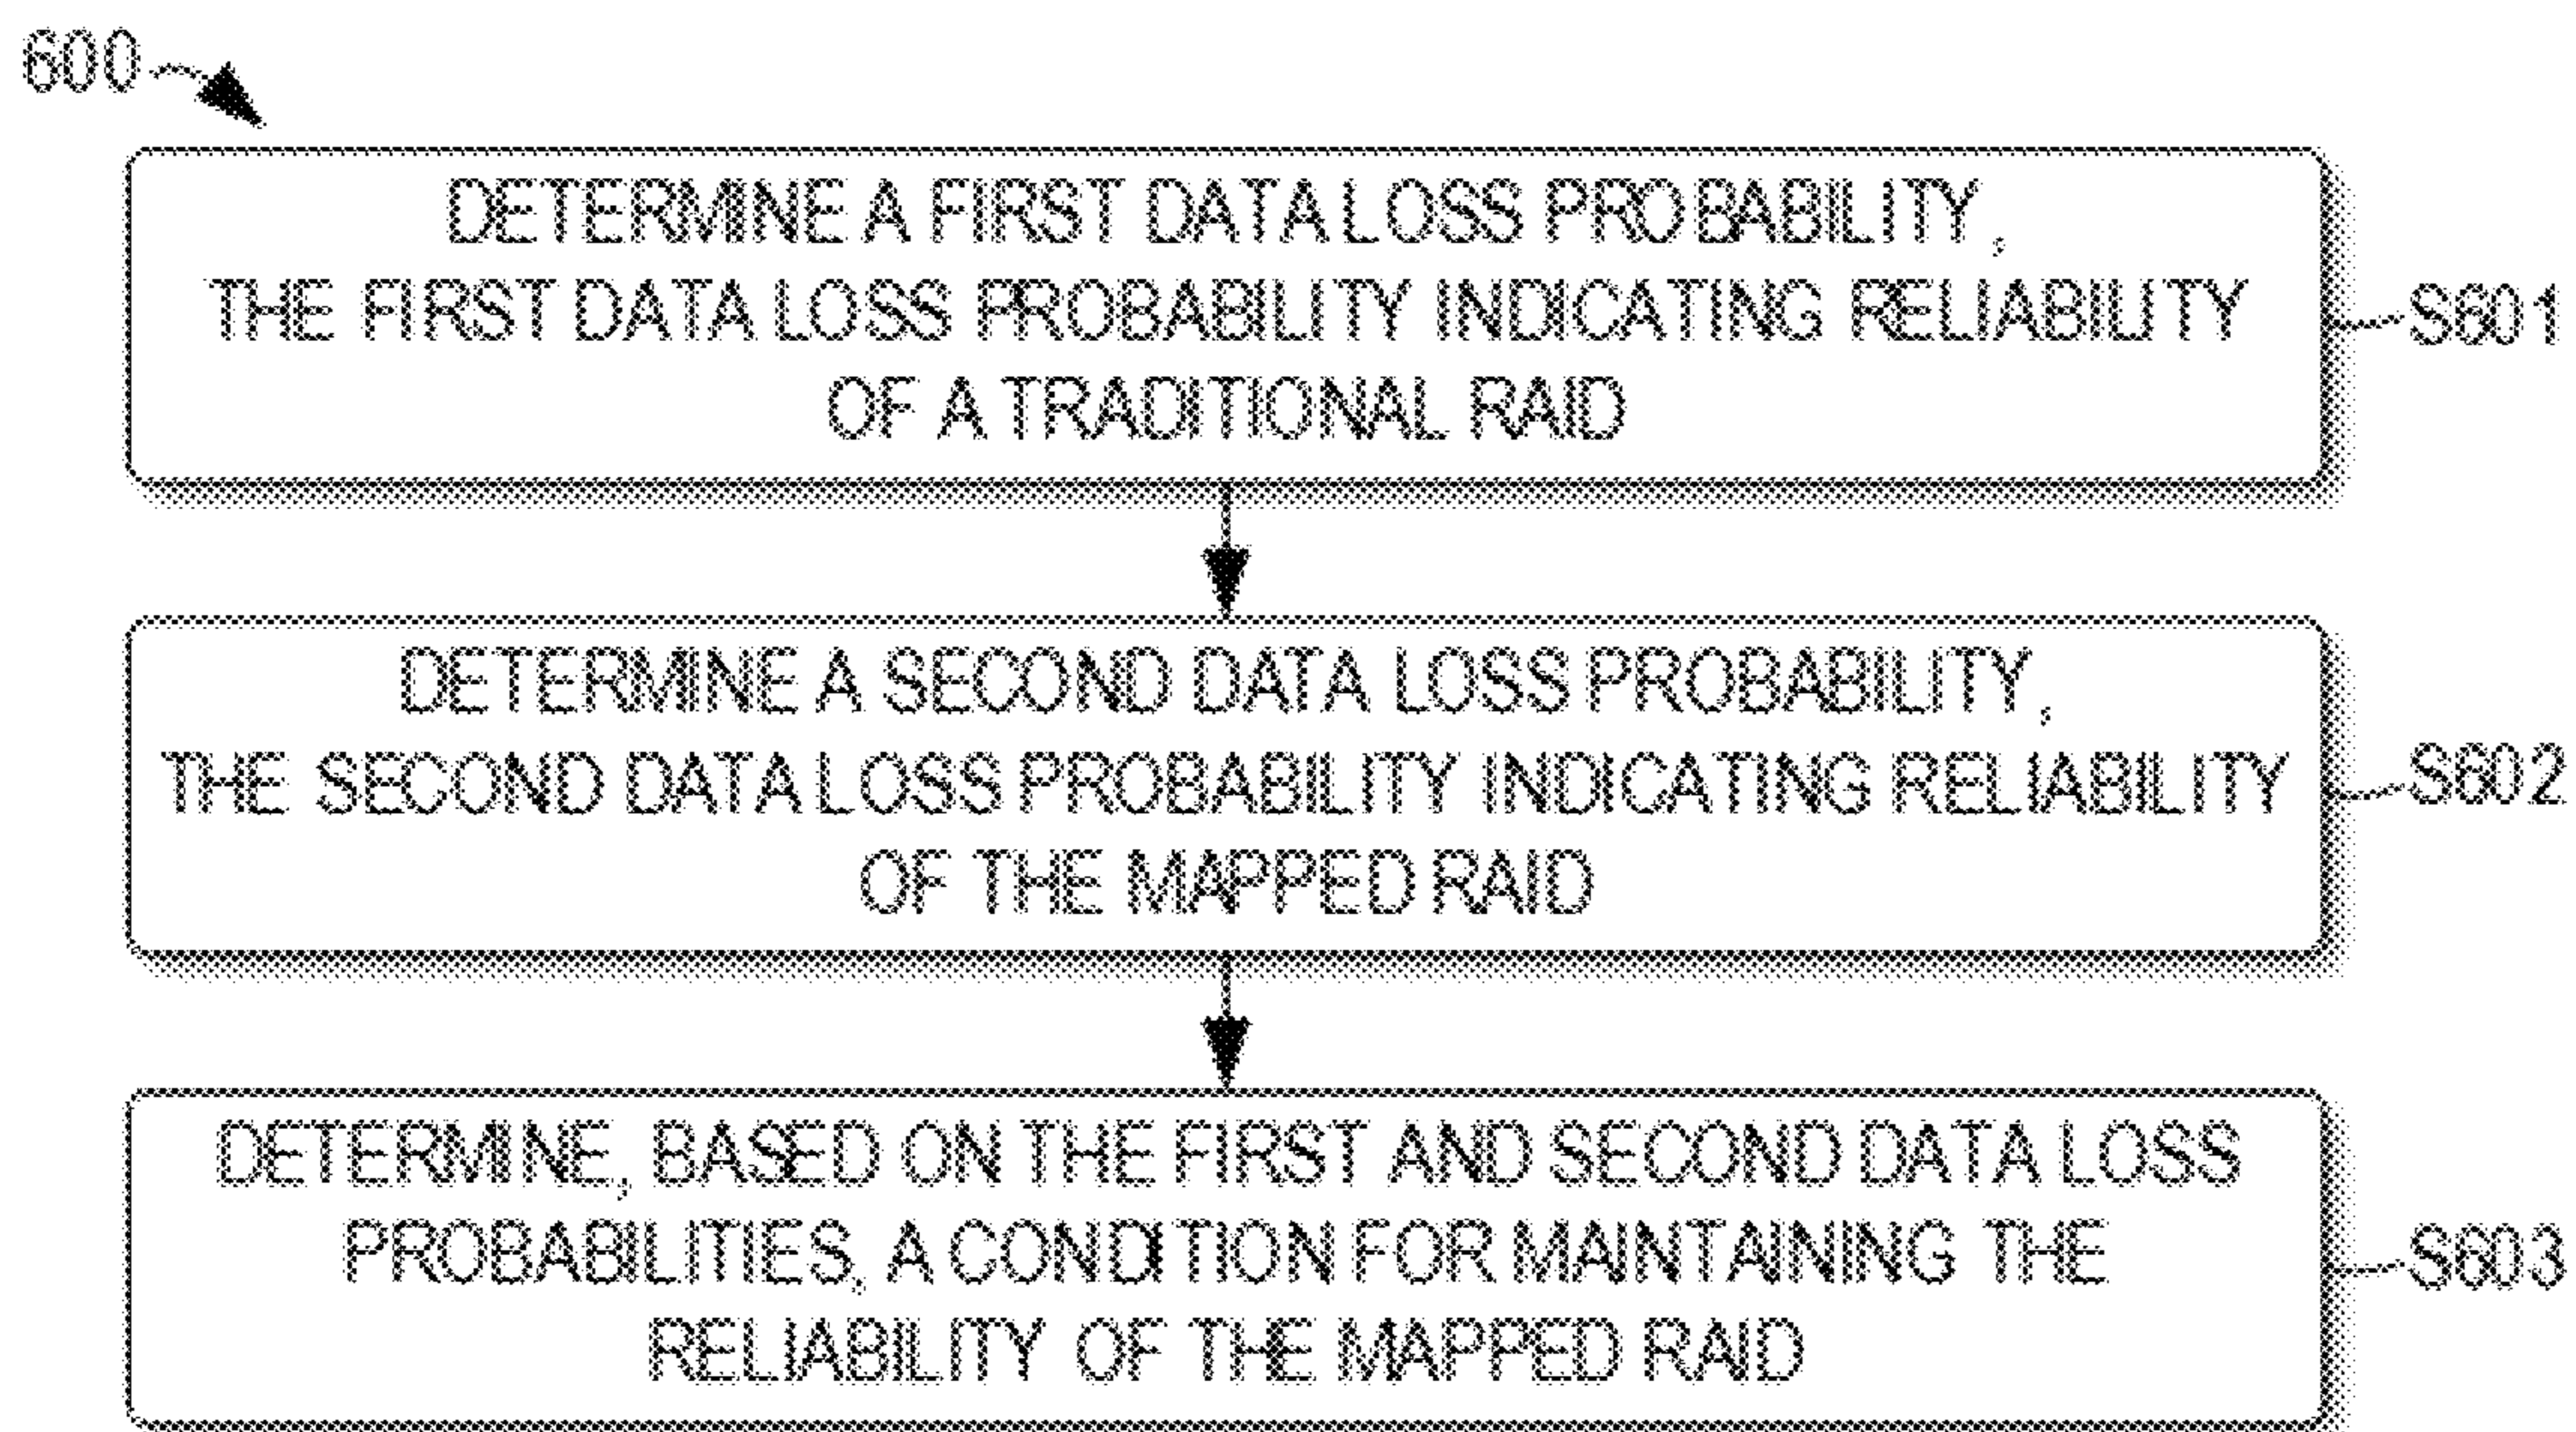 600
DETERMINE A FIRST DATA LOSS PROBABILITY,
THE FIRST DATA LOSS PROBABILITY INDICATING RELIABILITY
OF A TRADITIONAL RAID
S601
DETERMINE A SECOND DATA LOSS PROBABILITY,
THE SECOND DATA LOSS PROBABILITY INDICATING RELIABILITY
OF THE MAPPED RAID
S602
DETERMINE, BASED ON THE FIRST AND SECOND DATA LOSS
PROBABILITIES, A CONDITION FOR MAINTAINING THE
RELIABILITY OF THE MAPPED RAID
S603